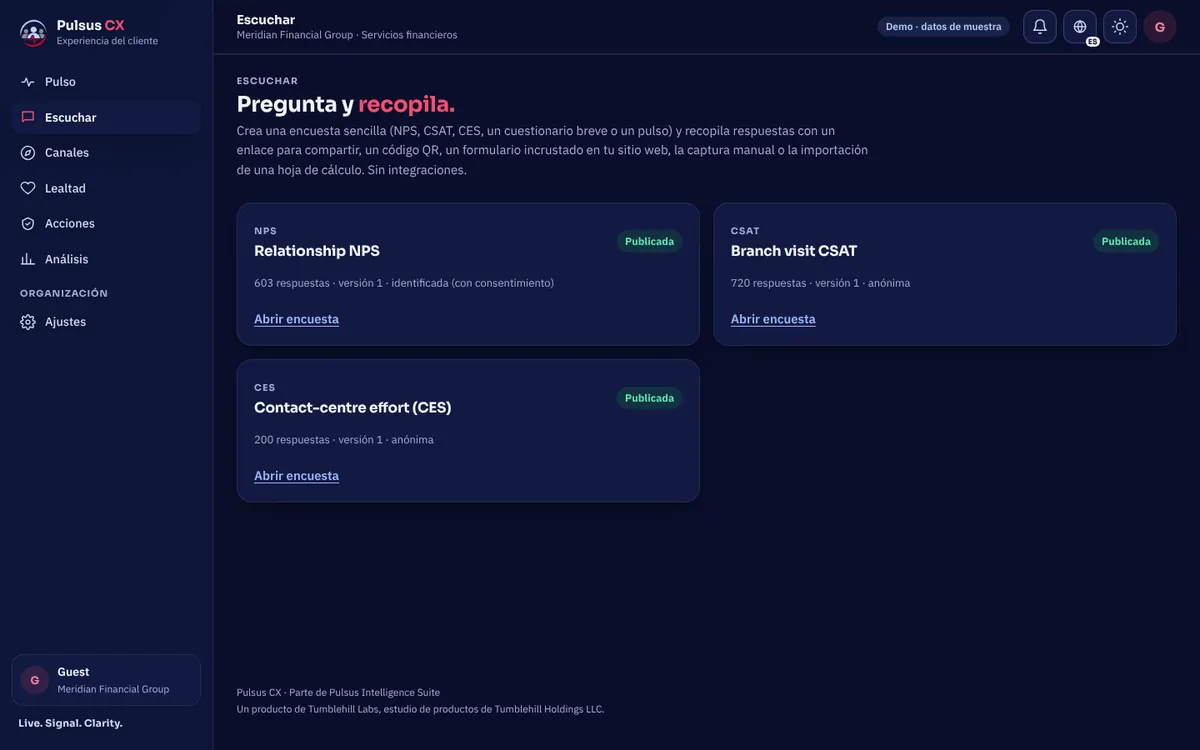 Pulsus CX
Experiencia del cliente
Pulso
Escuchar
Canales
Lealtad
Acciones
Análisis
ORGANIZACIÓN
Ajustes
G
Guest
Meridian Financial Group
Live. Signal. Clarity.
Escuchar
Meridian Financial Group · Servicios financieros
Demo · datos de muestra
ES
G
ESCUCHAR
Pregunta y recopila.
Crea una encuesta sencilla (NPS, CSAT, CES, un cuestionario breve o un pulso) y recopila respuestas con un
enlace para compartir, un código QR, un formulario incrustado en tu sitio web, la captura manual o la importación
de una hoja de cálculo. Sin integraciones.
NPS
Relationship NPS
Publicada
603 respuestas · versión 1 · identificada (con consentimiento)
Abrir encuesta
CSAT
Branch visit CSAT
Publicada
720 respuestas · versión 1 · anónima
Abrir encuesta
CES
Contact-centre effort (CES)
Publicada
200 respuestas · versión 1 · anónima
Abrir encuesta
Pulsus CX · Parte de Pulsus Intelligence Suite
Un producto de Tumblehill Labs, estudio de productos de Tumblehill Holdings LLC.